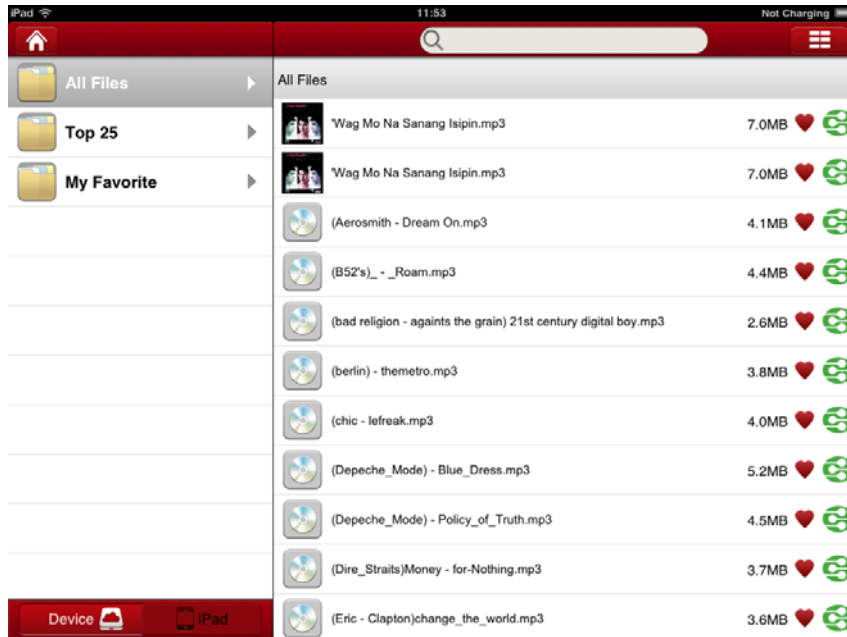 iPad 11:53 Not Charging
All Files
Top 25
My Favorite
All Files
'Wag Mo Na Sanang Isipin.mp3 7.0MB
'Wag Mo Na Sanang Isipin.mp3 7.0MB
(Aerosmith - Dream On.mp3 4.1MB
(B52's)_ - _Roam.mp3 4.4MB
(bad religion - againts the grain) 21st century digital boy.mp3 2.6MB
(berlin) - themetro.mp3 3.8MB
(chic - lefreak.mp3 4.0MB
(Depeche_Mode) - Blue_Dress.mp3 5.2MB
(Depeche_Mode) - Policy_of_Truth.mp3 4.5MB
(Dire_Straits)Money - for-Nothing.mp3 3.7MB
(Eric - Clapton)change_the_world.mp3 3.6MB
Device iPad